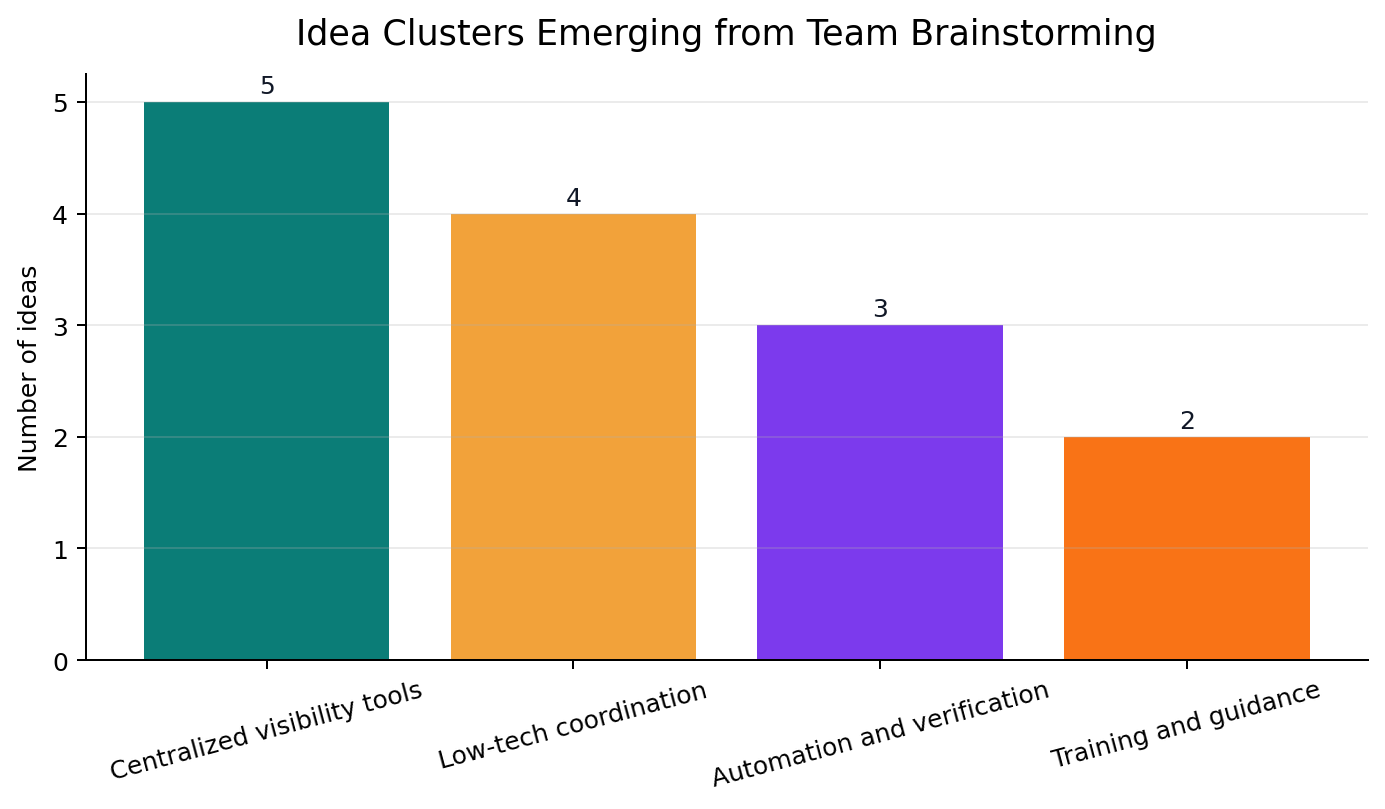 Idea Clusters Emerging from Team Brainstorming
Number of ideas
5
4
3
2
1
0
5
4
3
2
Centralized visibility tools
Low-tech coordination
Automation and verification
Training and guidance